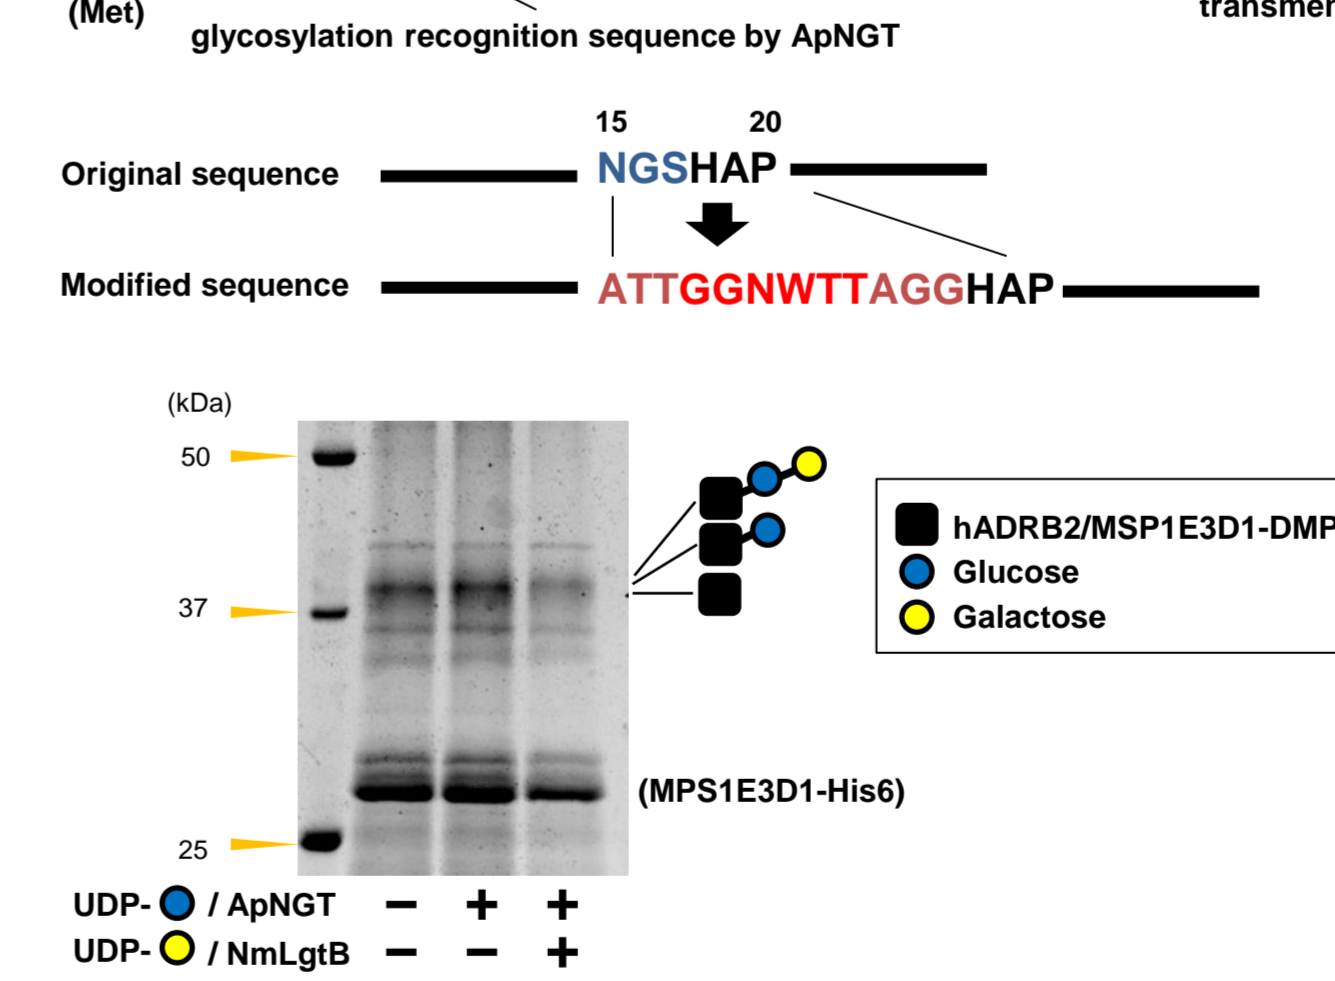 (Met)
transmer
glycosylation recognition sequence by ApNGT
15 20
Original sequence NGSHAP
Modified sequence ATTGGNWTTAGGHAP
(kDa)
50
37
25
hADRB2/MSP1E3D1-DMP
Glucose
Galactose
(MPS1E3D1-His6)
UDP- / ApNGT − + +
UDP- / NmLgtB − − +